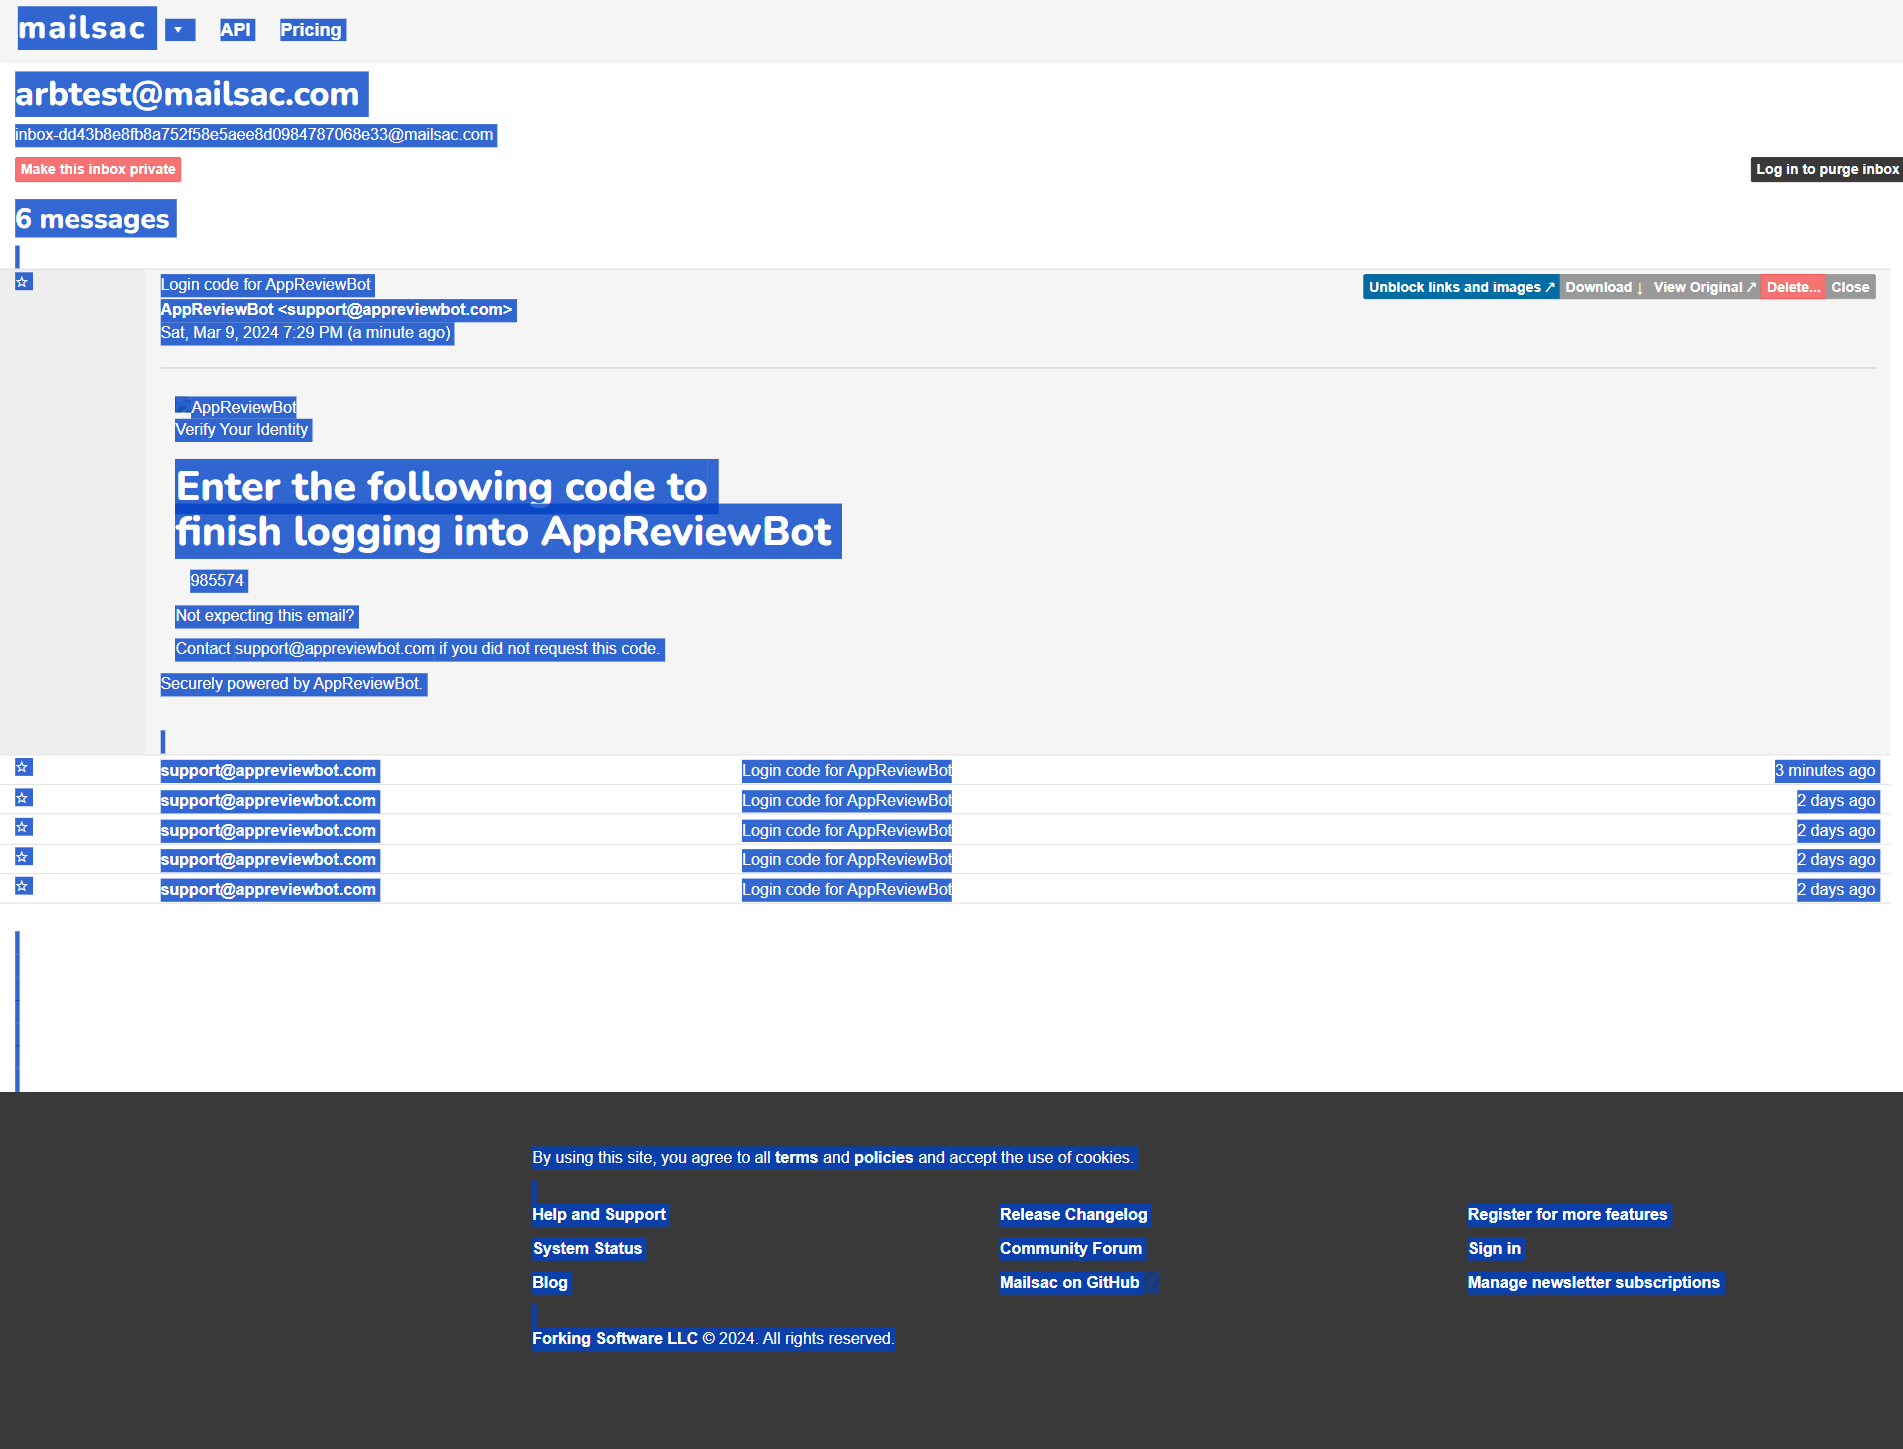 mailsac ▾ API Pricing
arbtest@mailsac.com
inbox-dd43b8e8fb8a752f58e5aee8d0984787068e33@mailsac.com
Make this inbox private Log in to purge inbox
6 messages
☆ Login code for AppReviewBot Unblock links and images ↗ Download ↓ View Original ↗ Delete... Close
AppReviewBot <support@appreviewbot.com>
Sat, Mar 9, 2024 7:29 PM (a minute ago)
AppReviewBot
Verify Your Identity
Enter the following code to
finish logging into AppReviewBot
985574
Not expecting this email?
Contact support@appreviewbot.com if you did not request this code.
Securely powered by AppReviewBot.
☆ support@appreviewbot.com Login code for AppReviewBot 3 minutes ago
☆ support@appreviewbot.com Login code for AppReviewBot 2 days ago
☆ support@appreviewbot.com Login code for AppReviewBot 2 days ago
☆ support@appreviewbot.com Login code for AppReviewBot 2 days ago
☆ support@appreviewbot.com Login code for AppReviewBot 2 days ago
By using this site, you agree to all terms and policies and accept the use of cookies.
Help and Support Release Changelog Register for more features
System Status Community Forum Sign in
Blog Mailsac on GitHub Manage newsletter subscriptions
Forking Software LLC © 2024. All rights reserved.